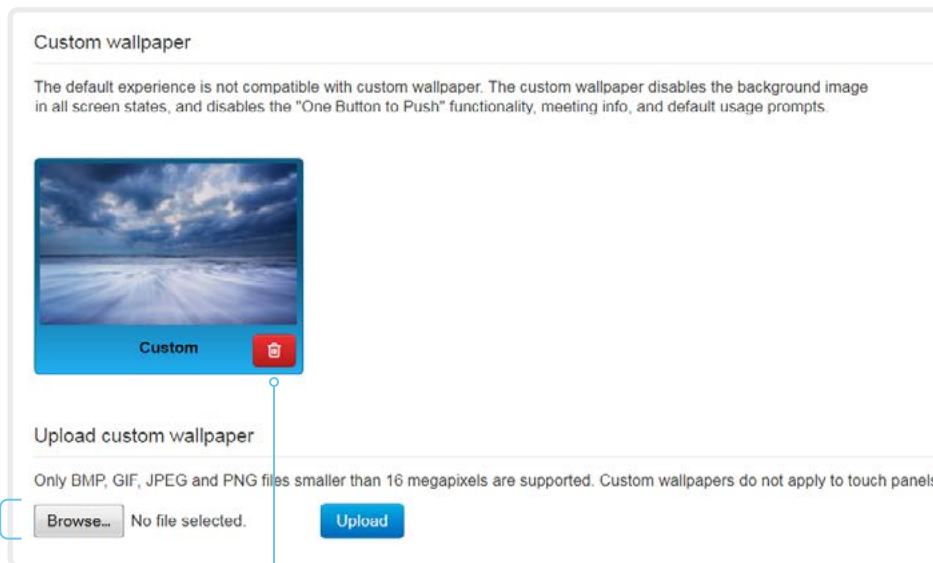 Custom wallpaper
The default experience is not compatible with custom wallpaper. The custom wallpaper disables the background image
in all screen states, and disables the "One Button to Push" functionality, meeting info, and default usage prompts.
Custom
Upload custom wallpaper
Only BMP, GIF, JPEG and PNG files smaller than 16 megapixels are supported. Custom wallpapers do not apply to touch panels
Browse... No file selected. Upload